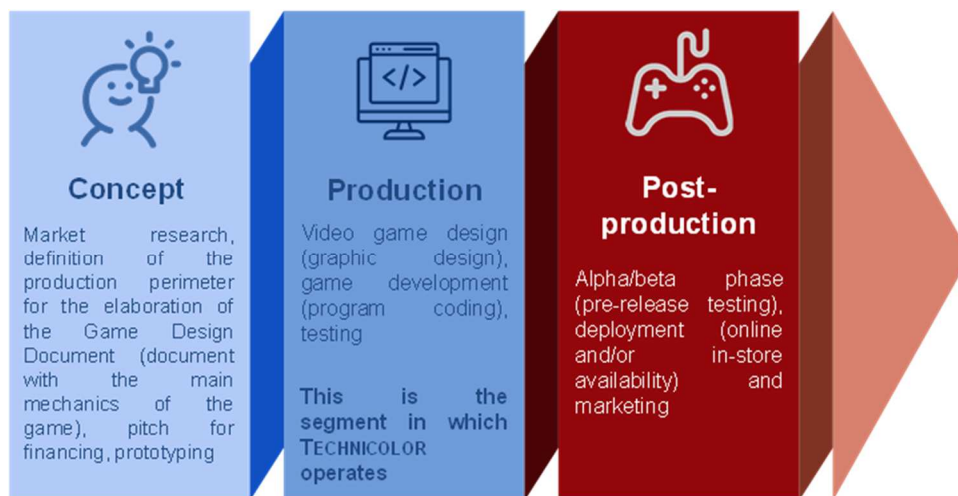 </>
Concept
Market research,
definition of the
production perimeter
for the elaboration of
the Game Design
Document (document
with the main
mechanics of the
game), pitch for
financing, prototyping
Production
Video game design
(graphic design),
game development
(program coding),
testing
This is the
segment in which
TECHNICOLOR
operates
Post-
production
Alpha/beta phase
(pre-release testing),
deployment (online
and/or in-store
availability) and
marketing